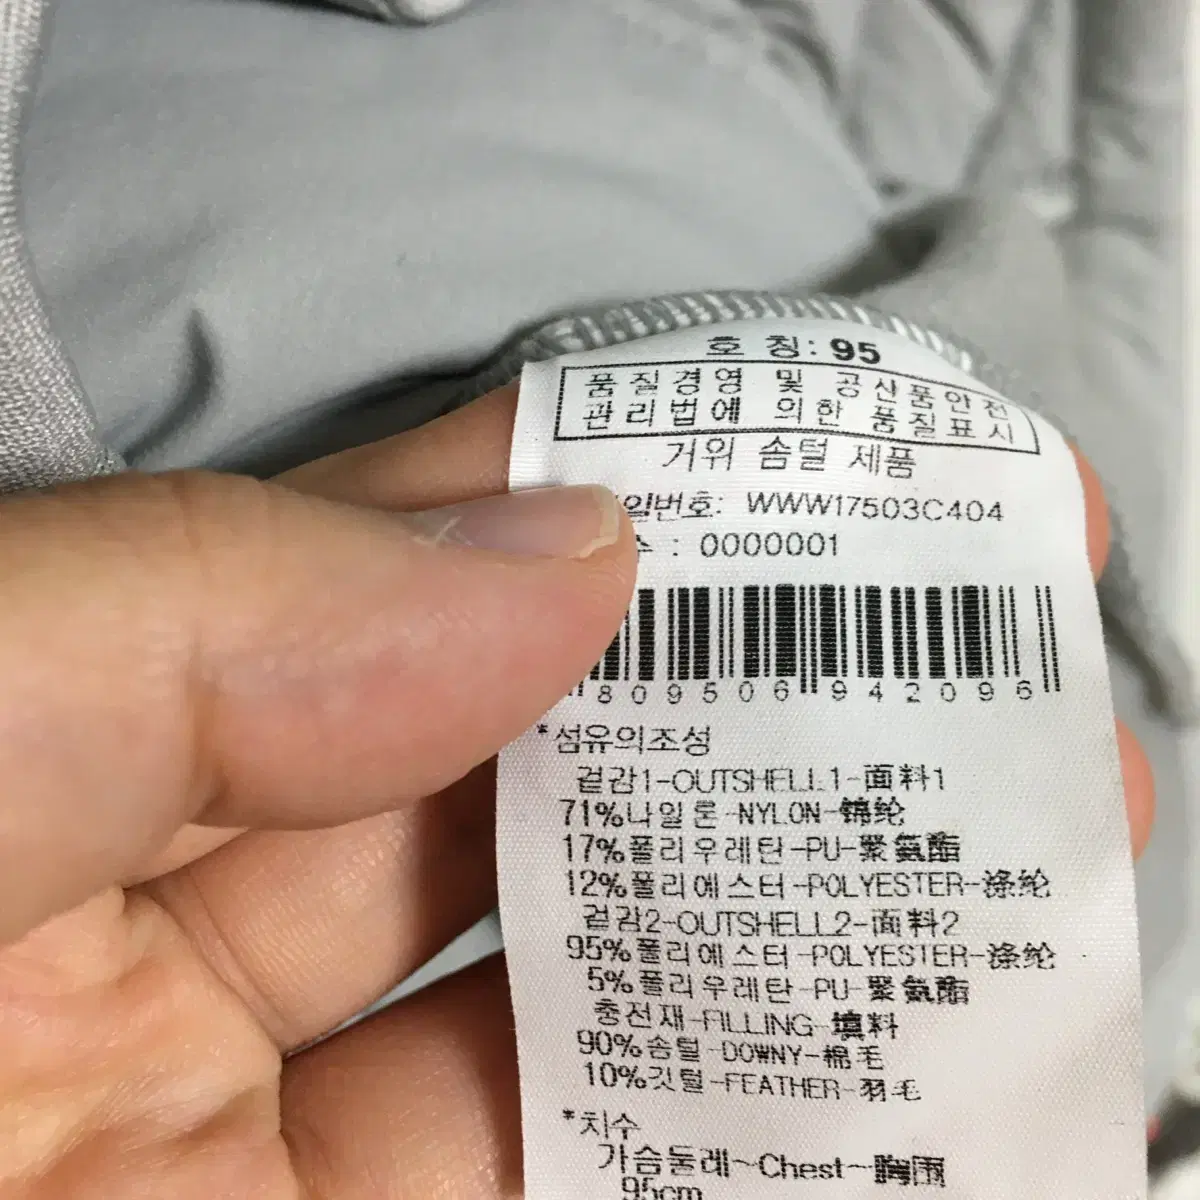 호 칭: 95
품질경영 및 공산품안전
관리법에 의한 품질표시
거위 솜털 제품
일번호: WWW17503C404
수 : 0000001
809506 942096
*섬유의조성
겉감1-OUTSHELL1-面料1
71%나일론-NYLON-锦纶
17%폴리우레탄-PU-聚氨酯
12%폴리에스터-POLYESTER-涤纶
겉감2-OUTSHELL2-面料2
95%폴리에스터-POLYESTER-涤纶
5%폴리우레탄-PU-聚氨酯
충전재-FILLING-填料
90%솜털-DOWNY-棉毛
10%깃털-FEATHER-羽毛
*치수
가슴둘레~Chest~胸围
95cm